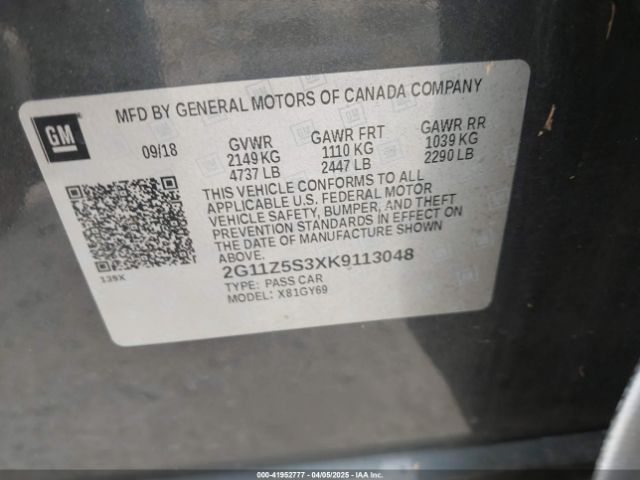 MFD BY GENERAL MOTORS OF CANADA COMPANY
GM
09/18
GVWR
2149 KG
4737 LB
GAWR FRT
1110 KG
2447 LB
GAWR RR
1039 KG
2290 LB
THIS VEHICLE CONFORMS TO ALL
APPLICABLE U.S. FEDERAL MOTOR
VEHICLE SAFETY, BUMPER, AND THEFT
PREVENTION STANDARDS IN EFFECT ON
THE DATE OF MANUFACTURE SHOWN
ABOVE.
2G11Z5S3XK9113048
TYPE: PASS CAR
MODEL: X81GY69
139X
000-41952777 - 04/05/2025 - IAA Inc.